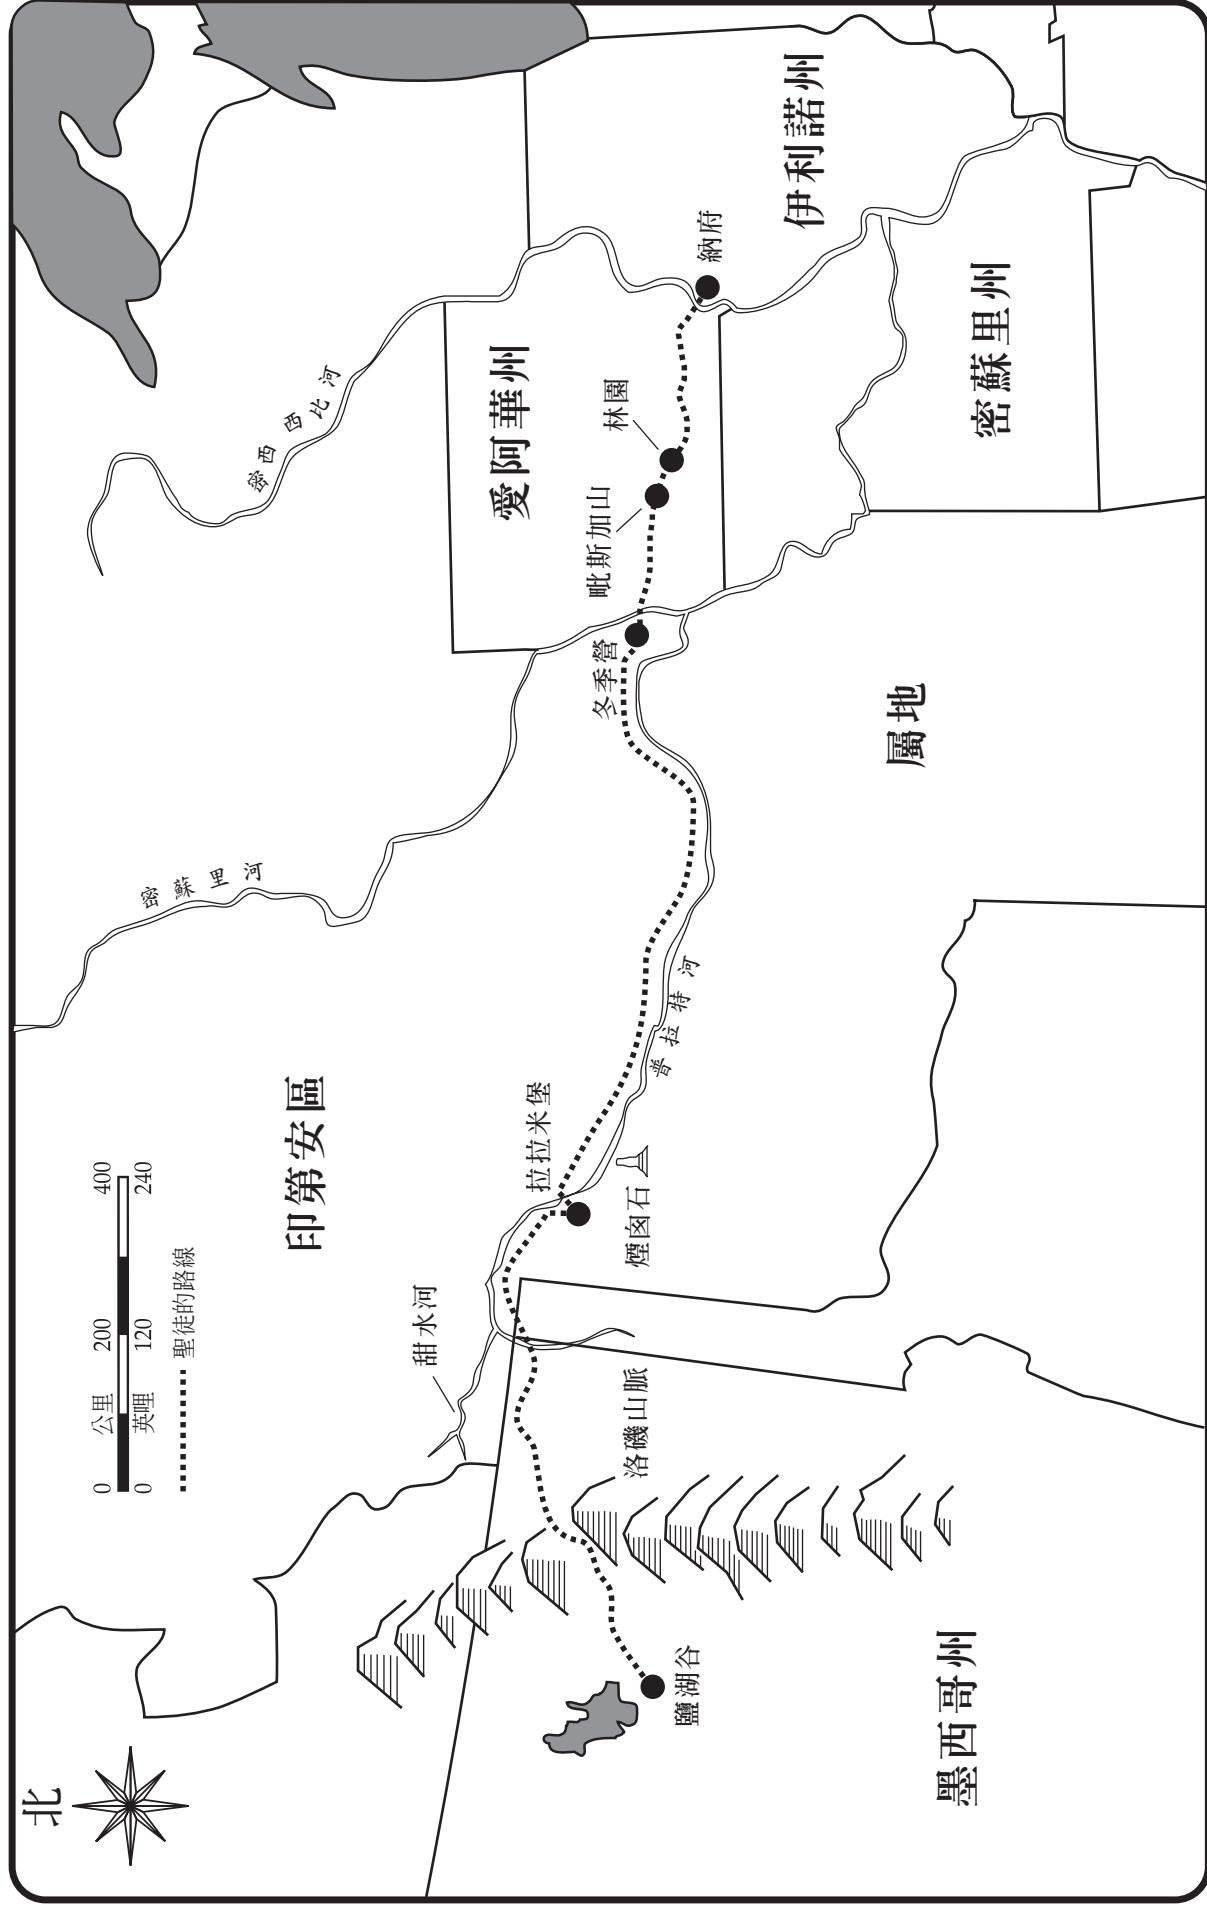 北
公里
0 200 400
0 120 240
英哩
聖徒的路線
印第安區
密蘇里河
密西西比河
愛阿華州
伊利諾州
密蘇里州
屬地
墨西哥州
納府
林園
毗斯加山
冬季營
普拉特河
拉拉米堡
煙囪石
甜水河
洛磯山脈
鹽湖谷